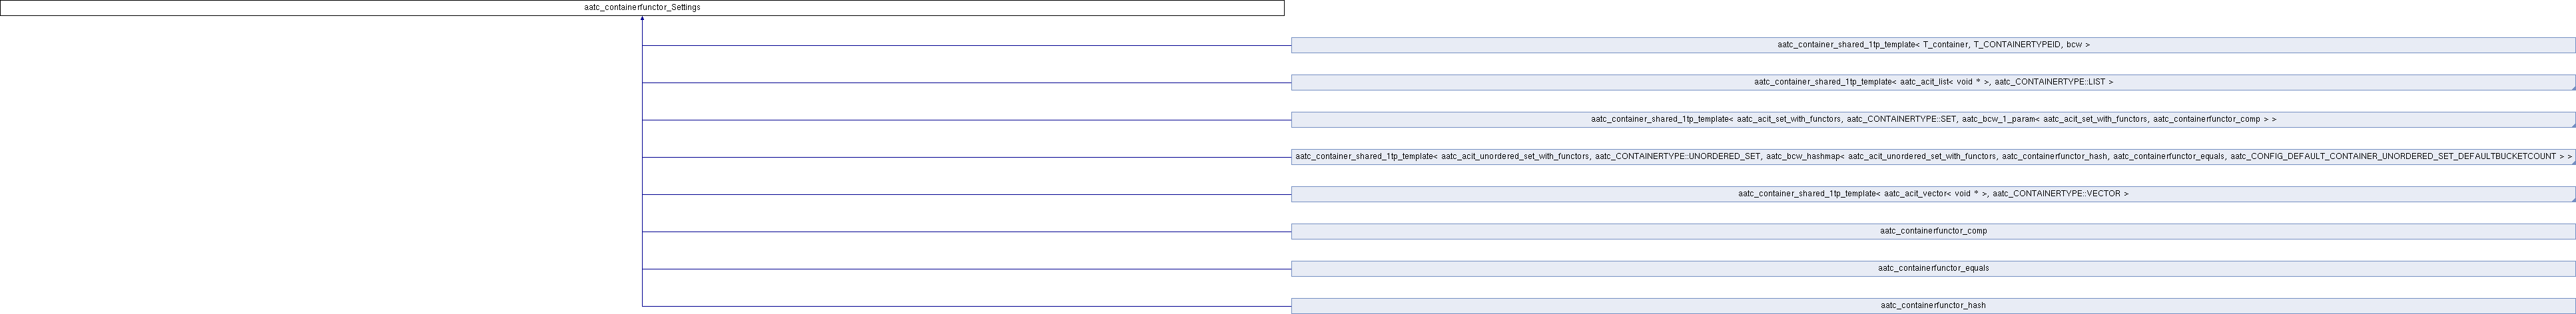 aatc_containerfunctor_Settings
aatc_container_shared_1tp_template< T_container, T_CONTAINERTYPEID, bcw >
aatc_container_shared_1tp_template< aatc_acit_list< void * >, aatc_CONTAINERTYPE::LIST >
aatc_container_shared_1tp_template< aatc_acit_set_with_functors, aatc_CONTAINERTYPE::SET, aatc_bcw_1_param< aatc_acit_set_with_functors, aatc_containerfunctor_comp > >
aatc_container_shared_1tp_template< aatc_acit_unordered_set_with_functors, aatc_CONTAINERTYPE::UNORDERED_SET, aatc_bcw_hashmap< aatc_acit_unordered_set_with_functors, aatc_containerfunctor_hash, aatc_containerfunctor_equals, aatc_CONFIG_DEFAULT_CONTAINER_UNORDERED_SET_DEFAULTBUCKETCOUNT > >
aatc_container_shared_1tp_template< aatc_acit_vector< void * >, aatc_CONTAINERTYPE::VECTOR >
aatc_containerfunctor_comp
aatc_containerfunctor_equals
aatc_containerfunctor_hash